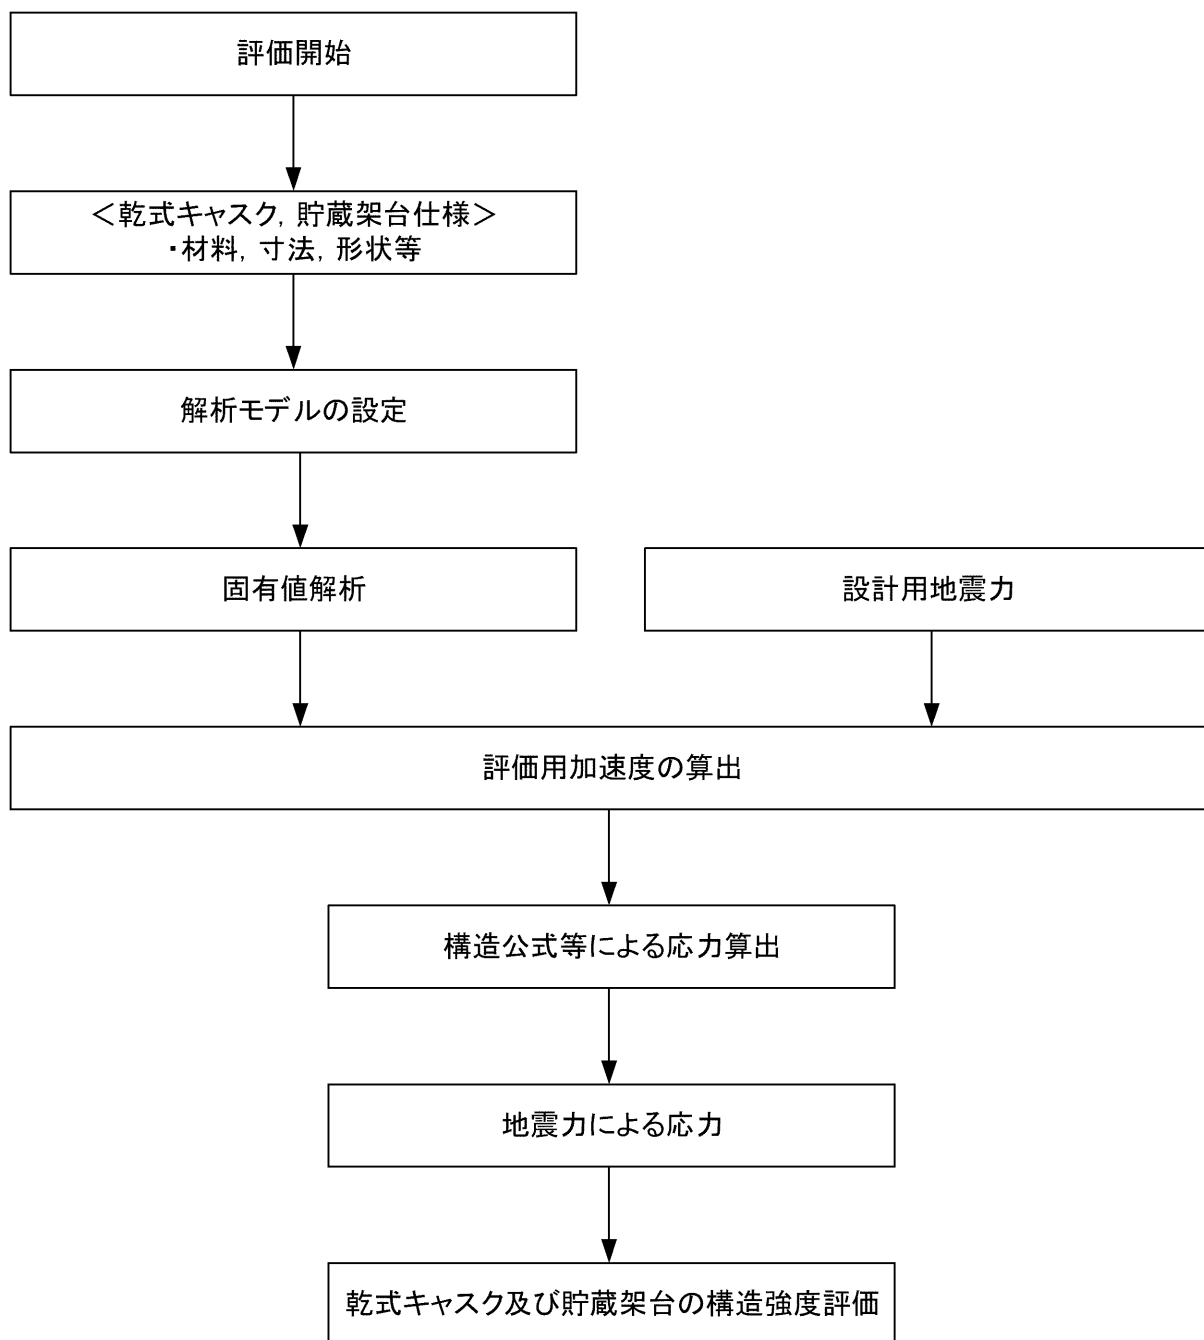 評価開始
＜乾式キャスク, 貯蔵架台仕様＞
・材料, 寸法, 形状等
解析モデルの設定
固有値解析
設計用地震力
評価用加速度の算出
構造公式等による応力算出
地震力による応力
乾式キャスク及び貯蔵架台の構造強度評価